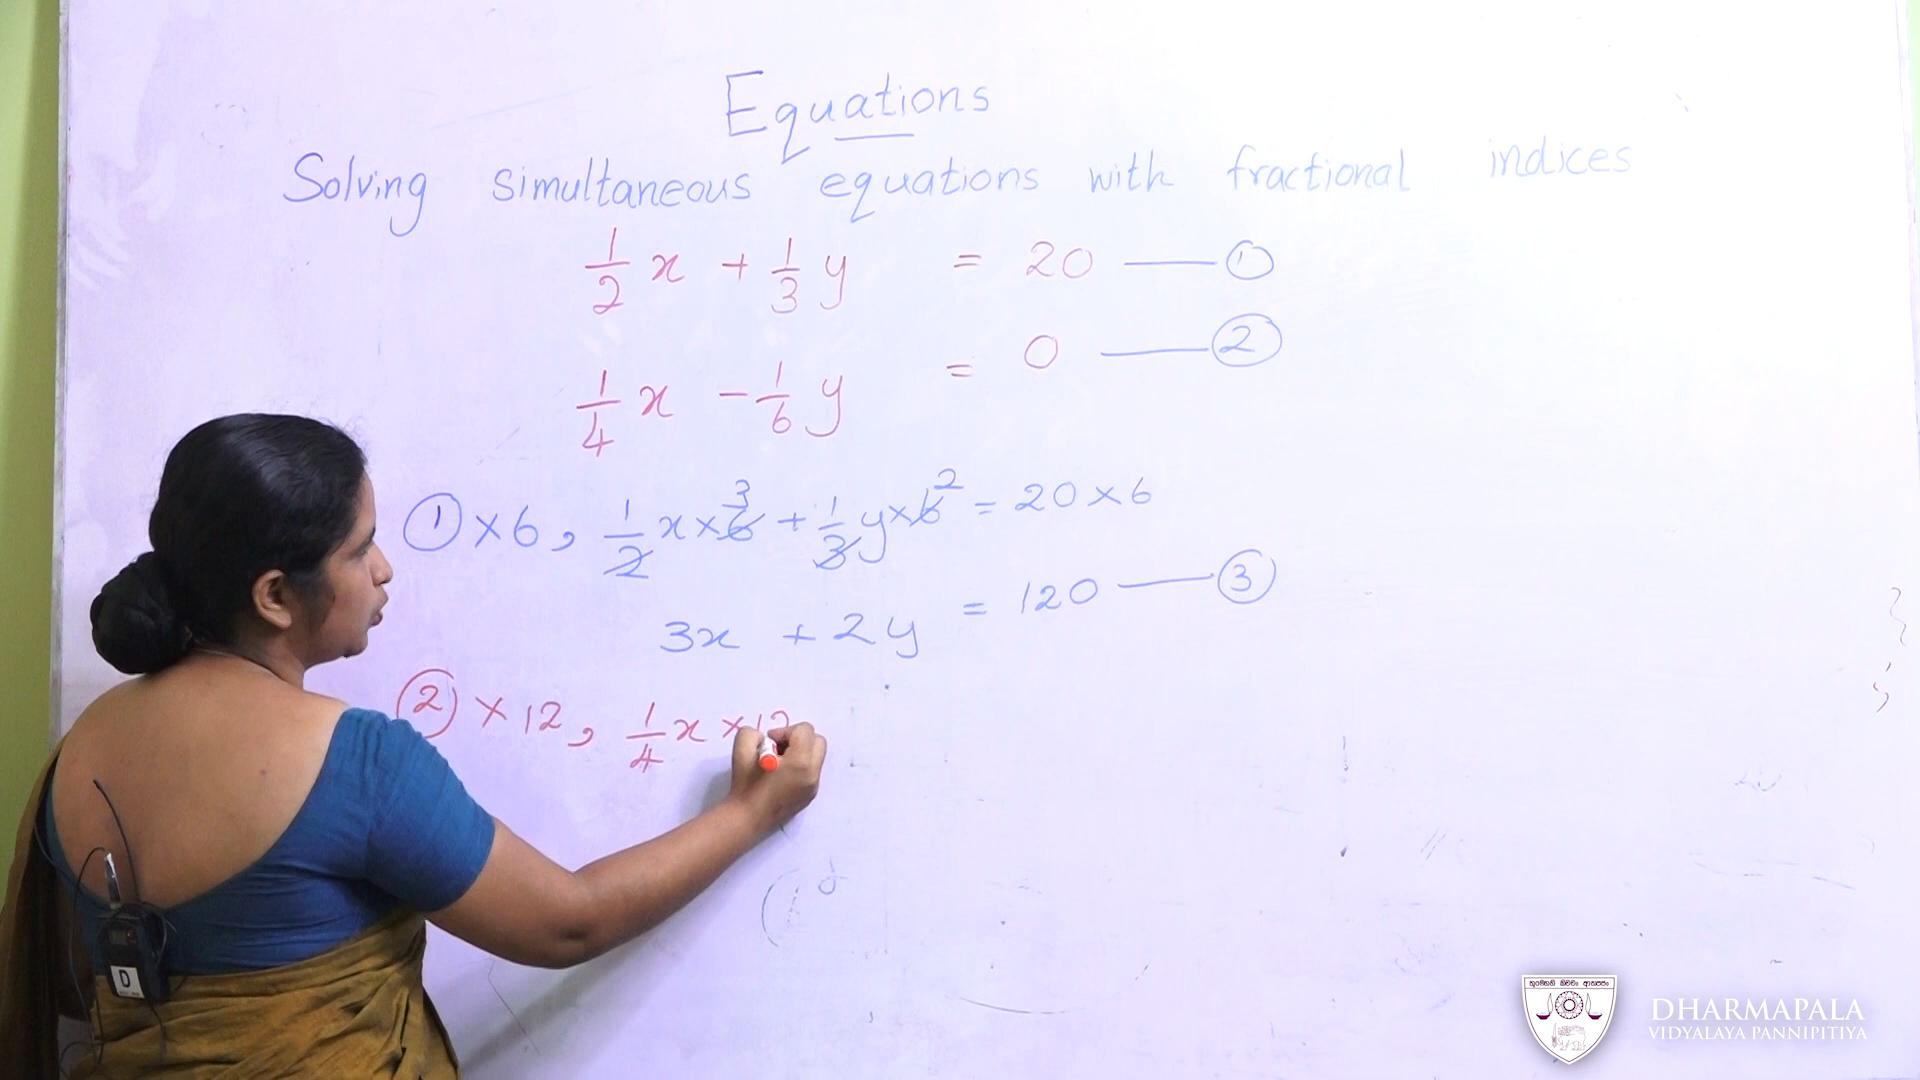 Equations
Solving simultaneous equations with fractional indices
1/2 x + 1/3 y = 20 —— ①
1/4 x - 1/6 y = 0 —— ②
① × 6 , 1/2 x × 6 3 + 1/3 y × 6 2 = 20 × 6
3x + 2y = 120 —— ③
② × 12 , 1/4 x × 12
D
DHARMAPALA
VIDYALAYA PANNIPITIYA